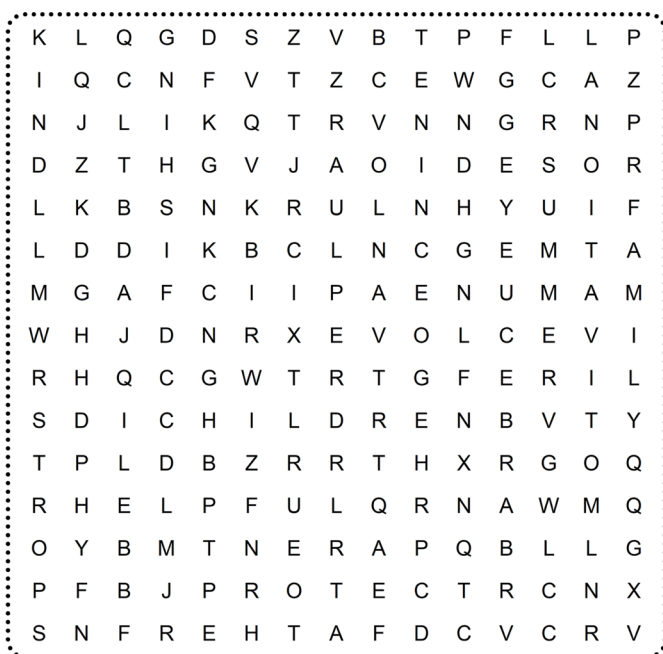 K L Q G D S Z V B T P F L L P
I Q C N F V T Z C E W G C A Z
N J L I K Q T R V N N G R N P
D Z T H G V J A O I D E S O R
L K B S N K R U L N H Y U I F
L D D I K B C L N C G E M T A
M G A F C I I P A E N U M A M
W H J D N R X E V O L C E V I
R H Q C G W T R T G F E R I L
S D I C H I L D R E N B V T Y
T P L D B Z R R T H X R G O Q
R H E L P F U L Q R N A W M Q
O Y B M T N E R A P Q B L L G
P F B J P R O T E C T R C N X
S N F R E H T A F D C V C R V